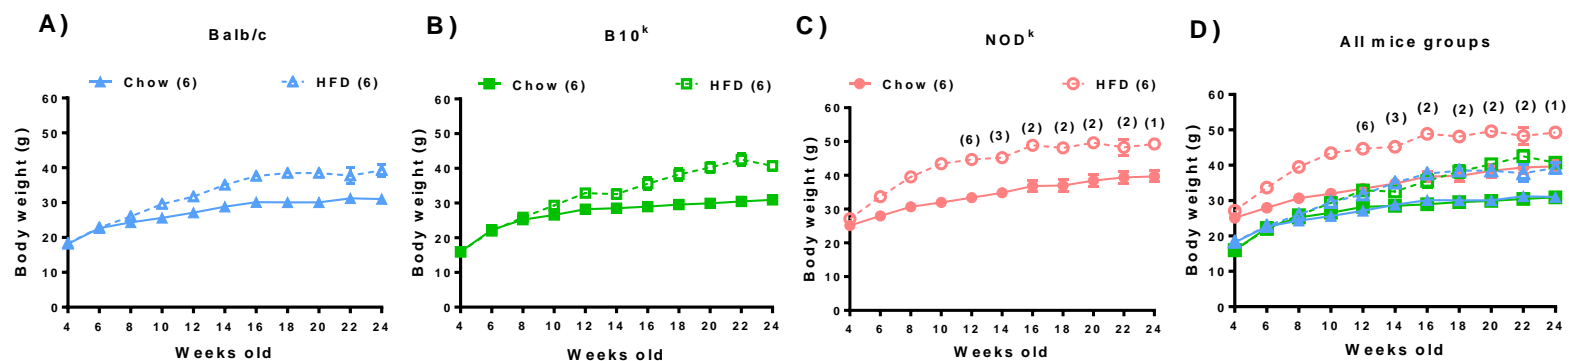 A)
Balb/c
Chow (6)
HFD (6)
60
50
40
30
20
10
0
Body weight (g)
4 6 8 10 12 14 16 18 20 22 24
Weeks old
B)
B10k
Chow (6)
HFD (6)
60
50
40
30
20
10
0
Body weight (g)
4 6 8 10 12 14 16 18 20 22 24
Weeks old
C)
NODk
Chow (6)
HFD (6)
(6) (3) (2) (2) (2) (2) (1)
60
50
40
30
20
10
0
Body weight (g)
4 6 8 10 12 14 16 18 20 22 24
Weeks old
D)
All mice groups
(6) (3) (2) (2) (2) (2) (1)
60
50
40
30
20
10
0
Body weight (g)
4 6 8 10 12 14 16 18 20 22 24
Weeks old